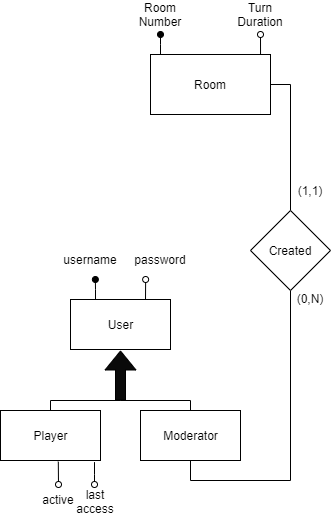 Room
Number
Turn
Duration
Room
(1,1)
Created
(0,N)
username
password
User
Player
Moderator
active
last
access